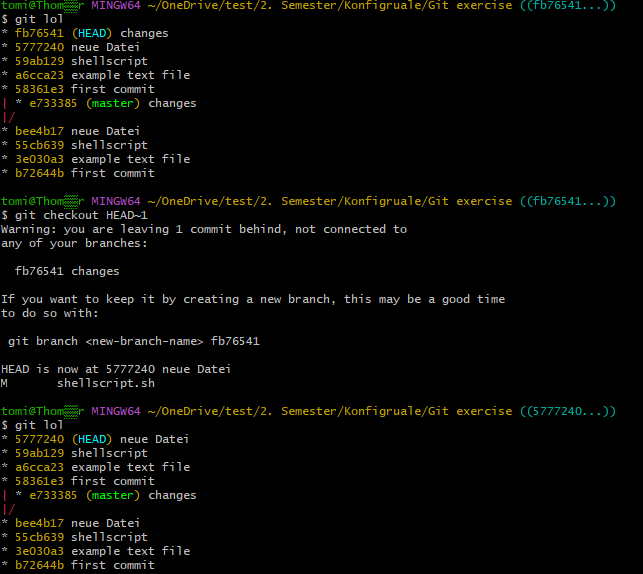 tomi@Thom▒▒r MINGW64 ~/OneDrive/test/2. Semester/Konfigruale/Git exercise ((fb76541...))
$ git lol
* fb76541 (HEAD) changes
* 5777240 neue Datei
* 59ab129 shellscript
* a6cca23 example text file
* 58361e3 first commit
| * e733385 (master) changes
|/
* bee4b17 neue Datei
* 55cb639 shellscript
* 3e030a3 example text file
* b72644b first commit
tomi@Thom▒▒r MINGW64 ~/OneDrive/test/2. Semester/Konfigruale/Git exercise ((fb76541...))
$ git checkout HEAD~1
Warning: you are leaving 1 commit behind, not connected to
any of your branches:
fb76541 changes
If you want to keep it by creating a new branch, this may be a good time
to do so with:
git branch <new-branch-name> fb76541
HEAD is now at 5777240 neue Datei
M shellscript.sh
tomi@Thom▒▒r MINGW64 ~/OneDrive/test/2. Semester/Konfigruale/Git exercise ((5777240...))
$ git lol
* 5777240 (HEAD) neue Datei
* 59ab129 shellscript
* a6cca23 example text file
* 58361e3 first commit
| * e733385 (master) changes
|/
* bee4b17 neue Datei
* 55cb639 shellscript
* 3e030a3 example text file
* b72644b first commit